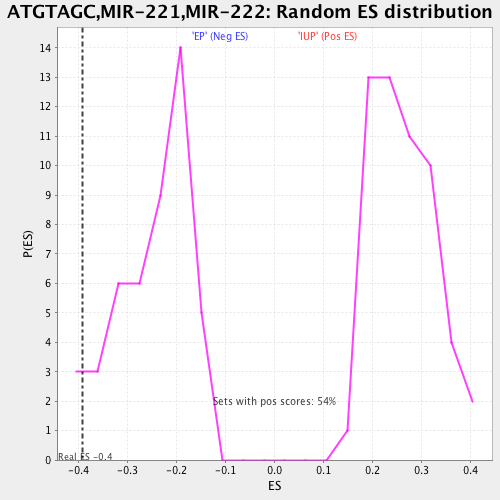 ATGTAGC,MIR-221,MIR-222: Random ES distribution
'EP' (Neg ES) 'IUP' (Pos ES)
14
13
12
11
10
9
8
7
6
5
4
3
2
1
0
P(ES)
Sets with pos scores: 54%
Real ES -0.4
-0.4 -0.3 -0.2 -0.1 0.0 0.1 0.2 0.3 0.4
ES